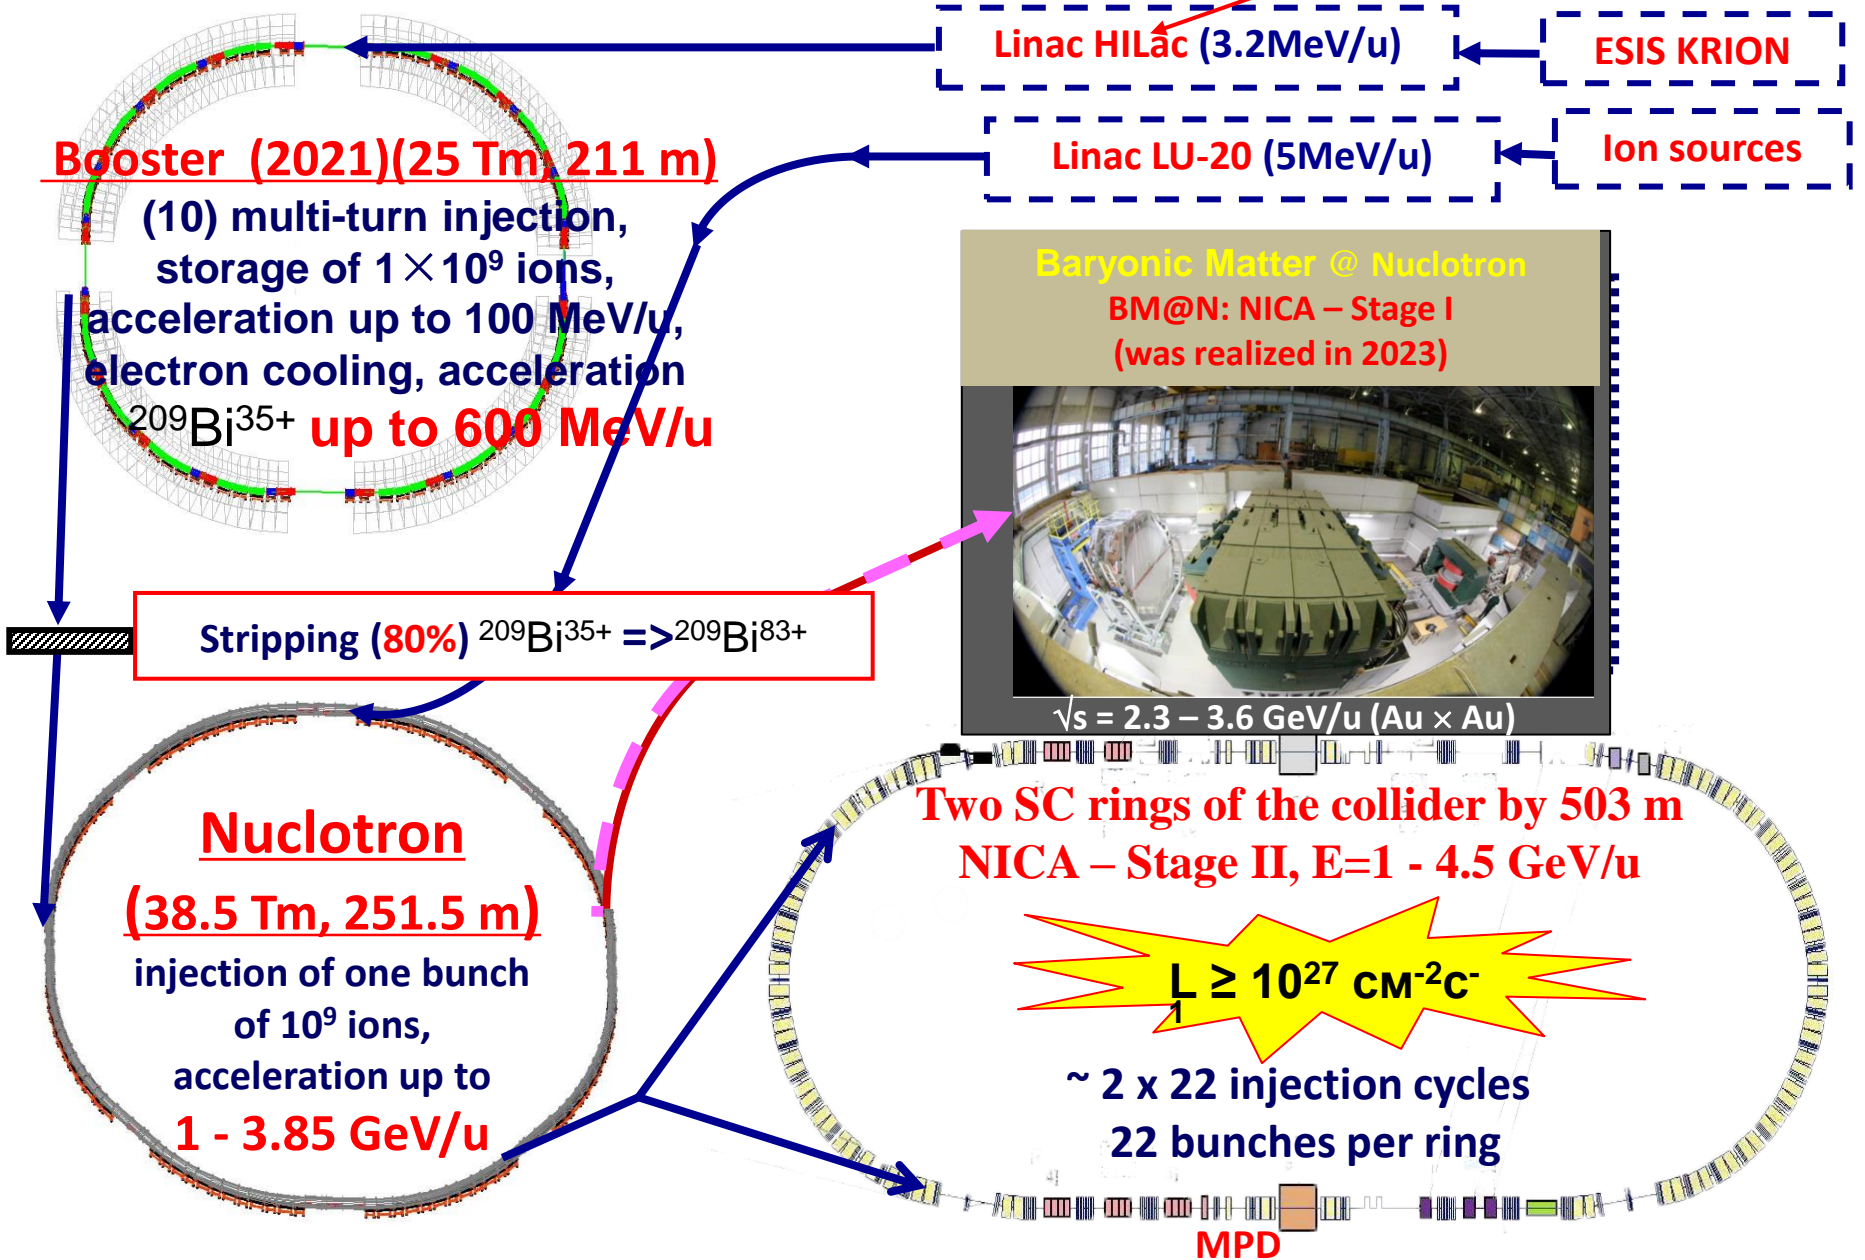 Linac HILac (3.2MeV/u)
ESIS KRION
Linac LU-20 (5MeV/u)
Ion sources
Booster (2021)(25 Tm, 211 m)
(10) multi-turn injection,
storage of 1×10⁹ ions,
acceleration up to 100 MeV/u,
electron cooling, acceleration
²⁰⁹Bi³⁵⁺ up to 600 MeV/u
Baryonic Matter @ Nuclotron
BM@N: NICA – Stage I
(was realized in 2023)
√s = 2.3 – 3.6 GeV/u (Au × Au)
Stripping (80%) ²⁰⁹Bi³⁵⁺ =>²⁰⁹Bi⁸³⁺
Nuclotron
(38.5 Tm, 251.5 m)
injection of one bunch
of 10⁹ ions,
acceleration up to
1 - 3.85 GeV/u
Two SC rings of the collider by 503 m
NICA – Stage II, E=1 - 4.5 GeV/u
L ≥ 10²⁷ см⁻²с⁻
¹
~ 2 x 22 injection cycles
22 bunches per ring
MPD